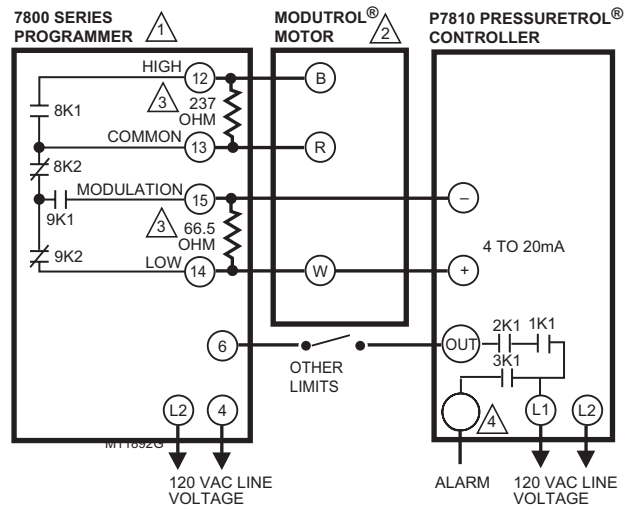 7800 SERIES
PROGRAMMER 1
MODUTROL®
MOTOR 2
P7810 PRESSURETROL®
CONTROLLER
HIGH 12
B
8K1
3
237
OHM
COMMON 13
R
8K2
MODULATION 15
–
9K1
3
66.5
OHM
4 TO 20mA
9K2
LOW 14
W
+
6
OTHER
LIMITS
OUT
2K1 1K1
3K1
L2 4
4
L1 L2
M11892G
120 VAC LINE
VOLTAGE
ALARM
120 VAC LINE
VOLTAGE